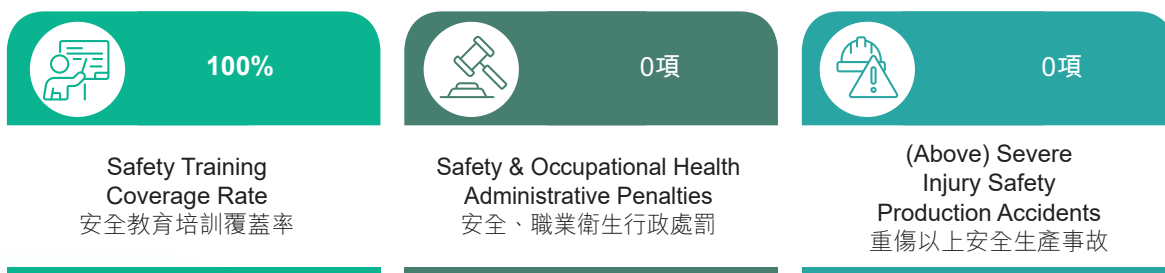 100%
Safety Training
Coverage Rate
安全教育培訓覆蓋率
0項
Safety & Occupational Health
Administrative Penalties
安全、職業衛生行政處罰
0項
(Above) Severe
Injury Safety
Production Accidents
重傷以上安全生產事故